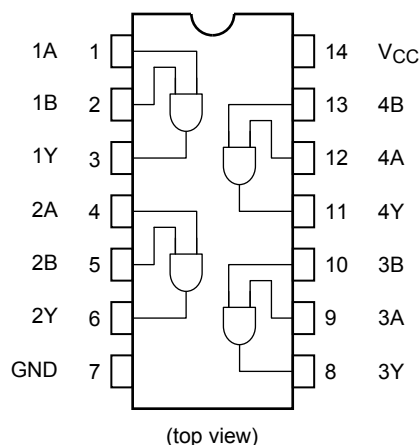 1A 1 14 VCC
1B 2 13 4B
1Y 3 12 4A
2A 4 11 4Y
2B 5 10 3B
2Y 6 9 3A
GND 7 8 3Y
(top view)